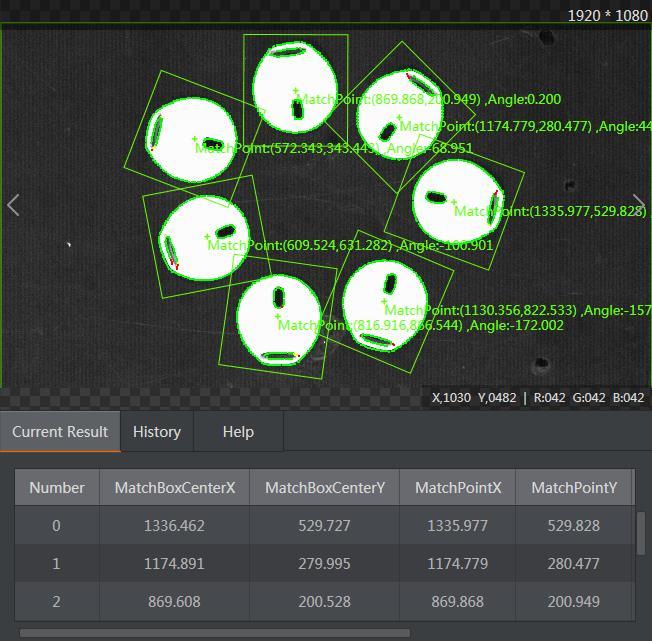 1920 * 1080
MatchPoint:(869.868,200.949) ,Angle:0.200
MatchPoint:(1174.779,280.477) ,Angle:44
MatchPoint:(572.343,343.443) ,Angle:-68.951
MatchPoint:(1335.977,529.828) ,
MatchPoint:(609.524,631.282) ,Angle:-100.901
MatchPoint:(1130.356,822.533) ,Angle:-157
MatchPoint:(816.916,866.544) ,Angle:-172.002
X,1030 Y,0482 | R:042 G:042 B:042
Current Result History Help
Number MatchBoxCenterX MatchBoxCenterY MatchPointX MatchPointY
0 1336.462 529.727 1335.977 529.828
1 1174.891 279.995 1174.779 280.477
2 869.608 200.528 869.868 200.949